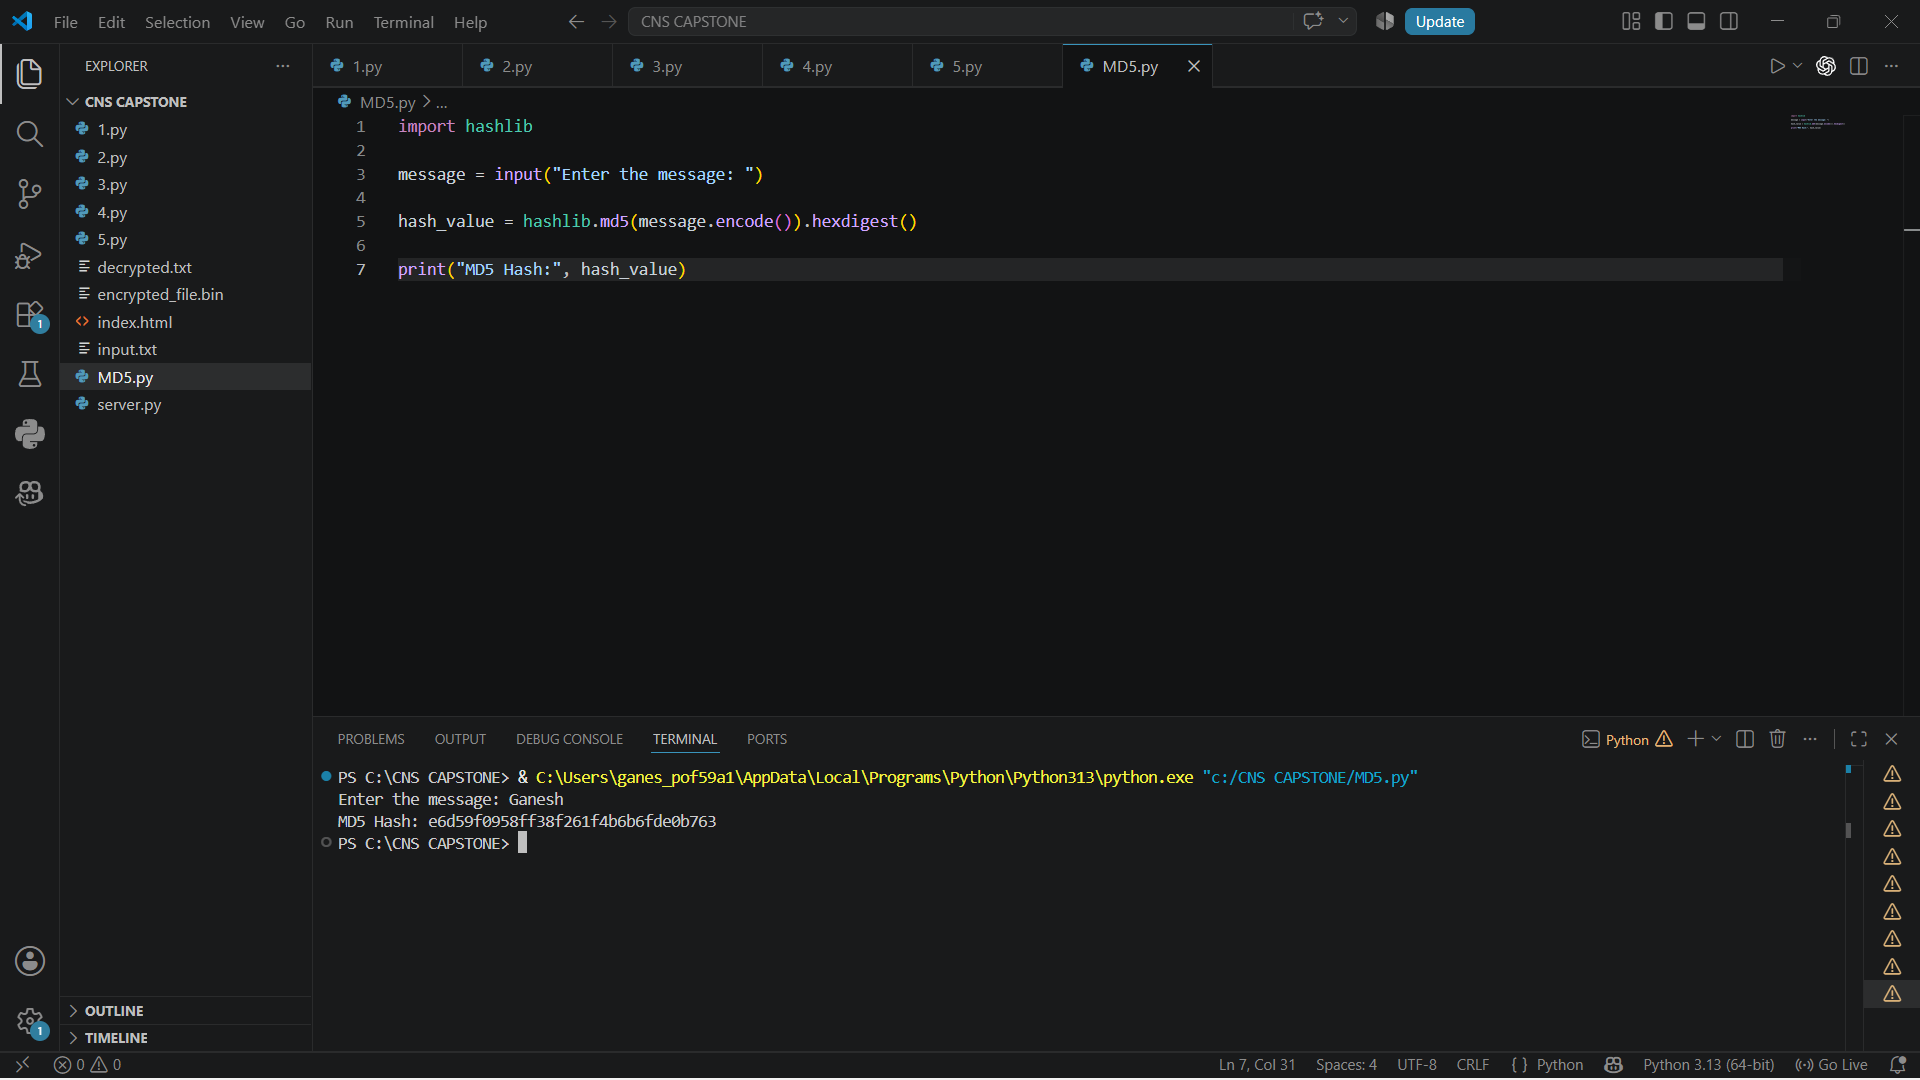 File Edit Selection View Go Run Terminal Help
CNS CAPSTONE
Update
EXPLORER
CNS CAPSTONE
1.py
2.py
3.py
4.py
5.py
decrypted.txt
encrypted_file.bin
index.html
input.txt
MD5.py
server.py
OUTLINE
TIMELINE
1
1
1.py 2.py 3.py 4.py 5.py MD5.py
MD5.py > ...
1 import hashlib
2
3 message = input("Enter the message: ")
4
5 hash_value = hashlib.md5(message.encode()).hexdigest()
6
7 print("MD5 Hash:", hash_value)
PROBLEMS OUTPUT DEBUG CONSOLE TERMINAL PORTS
Python
PS C:\CNS CAPSTONE> & C:\Users\ganes_pof59a1\AppData\Local\Programs\Python\Python313\python.exe "c:/CNS CAPSTONE/MD5.py"
Enter the message: Ganesh
MD5 Hash: e6d59f0958ff38f261f4b6b6fde0b763
PS C:\CNS CAPSTONE>
0 0
Ln 7, Col 31 Spaces: 4 UTF-8 CRLF { } Python Python 3.13 (64-bit) Go Live